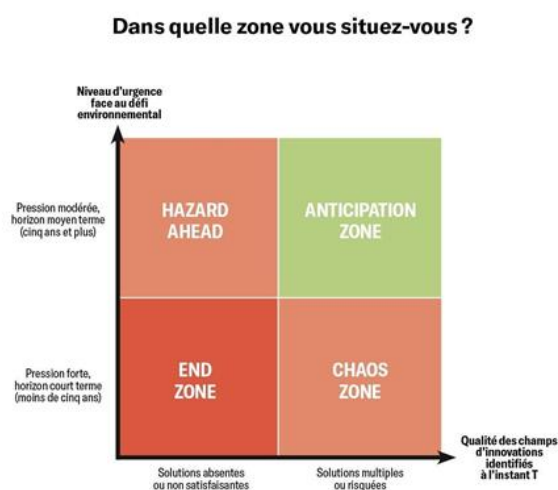 Dans quelle zone vous situez-vous ?
Niveau d'urgence
face au défi
environnemental
Pression modérée,
horizon moyen terme
(cinq ans et plus)
HAZARD
AHEAD
ANTICIPATION
ZONE
Pression forte,
horizon court terme
(moins de cinq ans)
END
ZONE
CHAOS
ZONE
Qualité des champs
d'innovations
identifiés
à l'instant T
Solutions absentes
ou non satisfaisantes
Solutions multiples
ou risquées